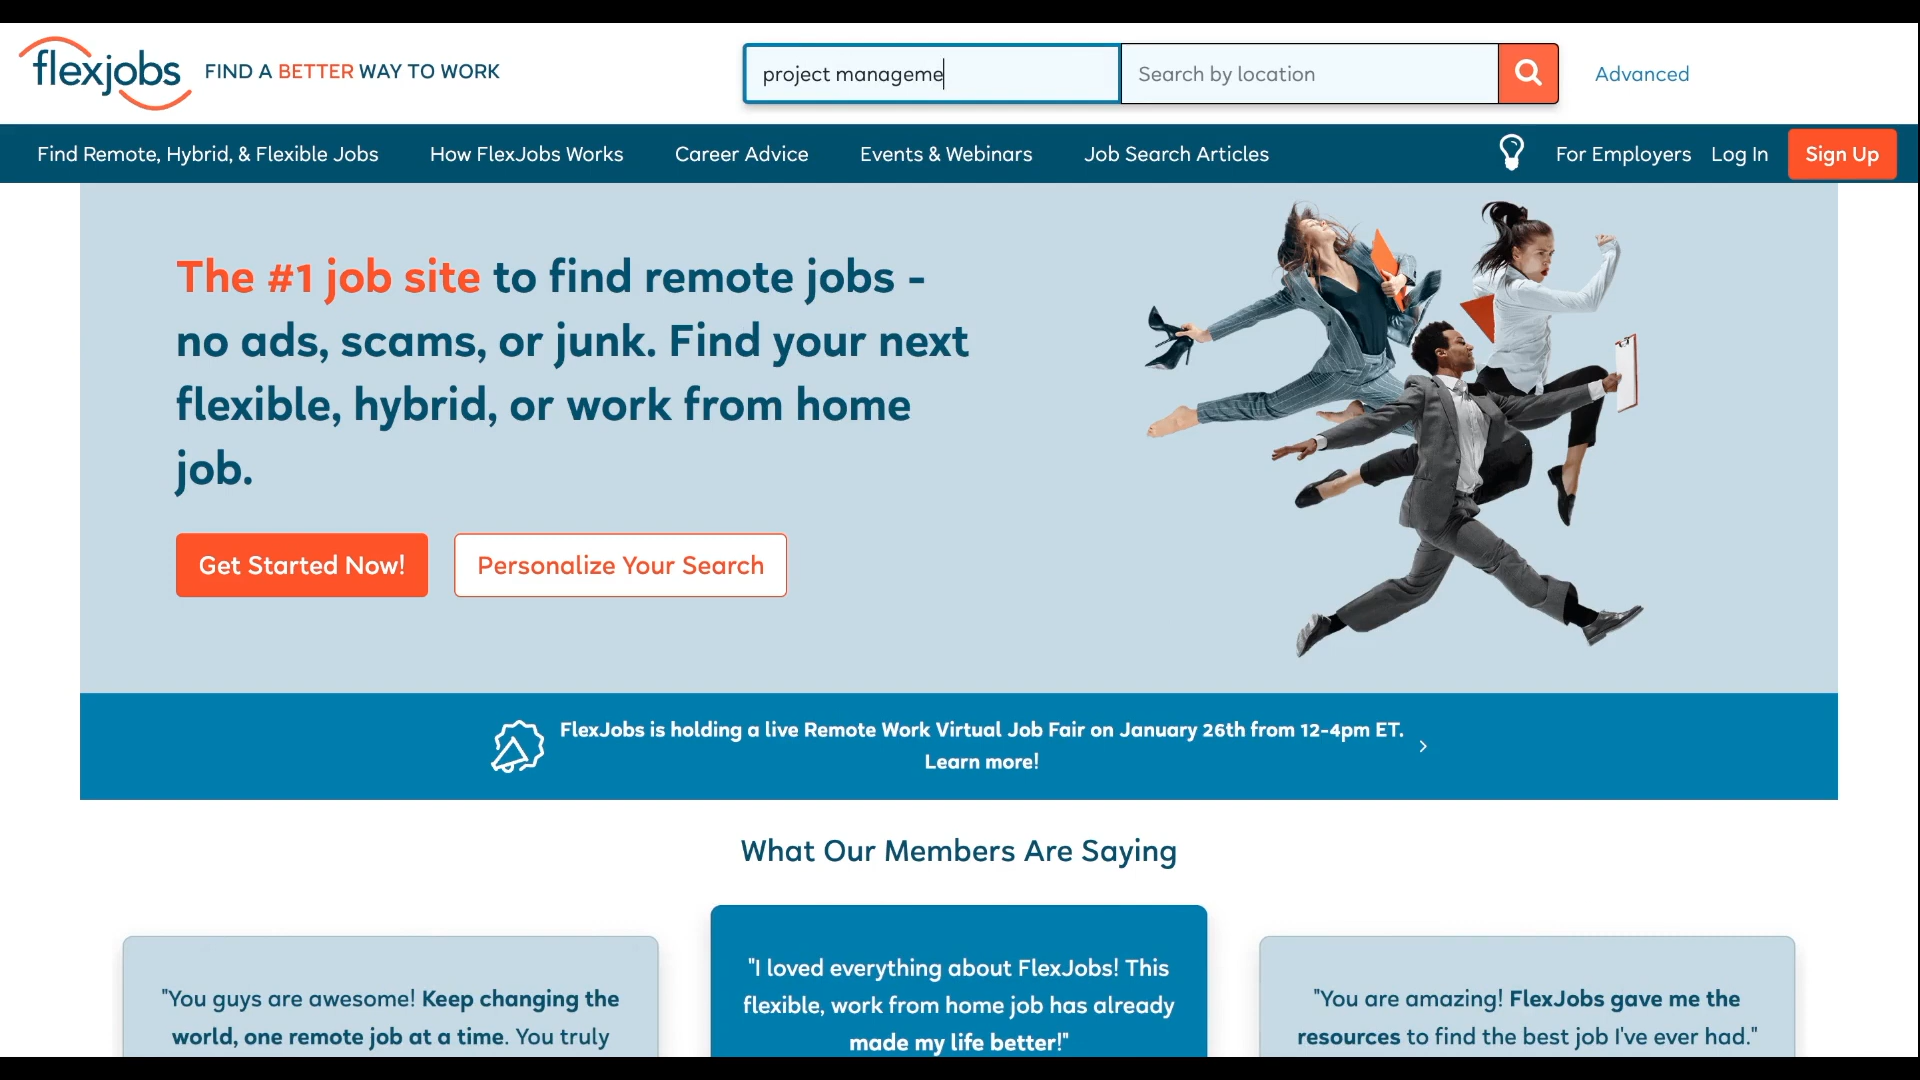 flexjobs FIND A BETTER WAY TO WORK
project manageme
Search by location
Advanced
Find Remote, Hybrid, & Flexible Jobs
How FlexJobs Works
Career Advice
Events & Webinars
Job Search Articles
For Employers
Log In
Sign Up
The #1 job site to find remote jobs -
no ads, scams, or junk. Find your next
flexible, hybrid, or work from home
job.
Get Started Now!
Personalize Your Search
FlexJobs is holding a live Remote Work Virtual Job Fair on January 26th from 12-4pm ET.
Learn more!
What Our Members Are Saying
"You guys are awesome! Keep changing the
world, one remote job at a time. You truly
"I loved everything about FlexJobs! This
flexible, work from home job has already
made my life better!"
"You are amazing! FlexJobs gave me the
resources to find the best job I've ever had."